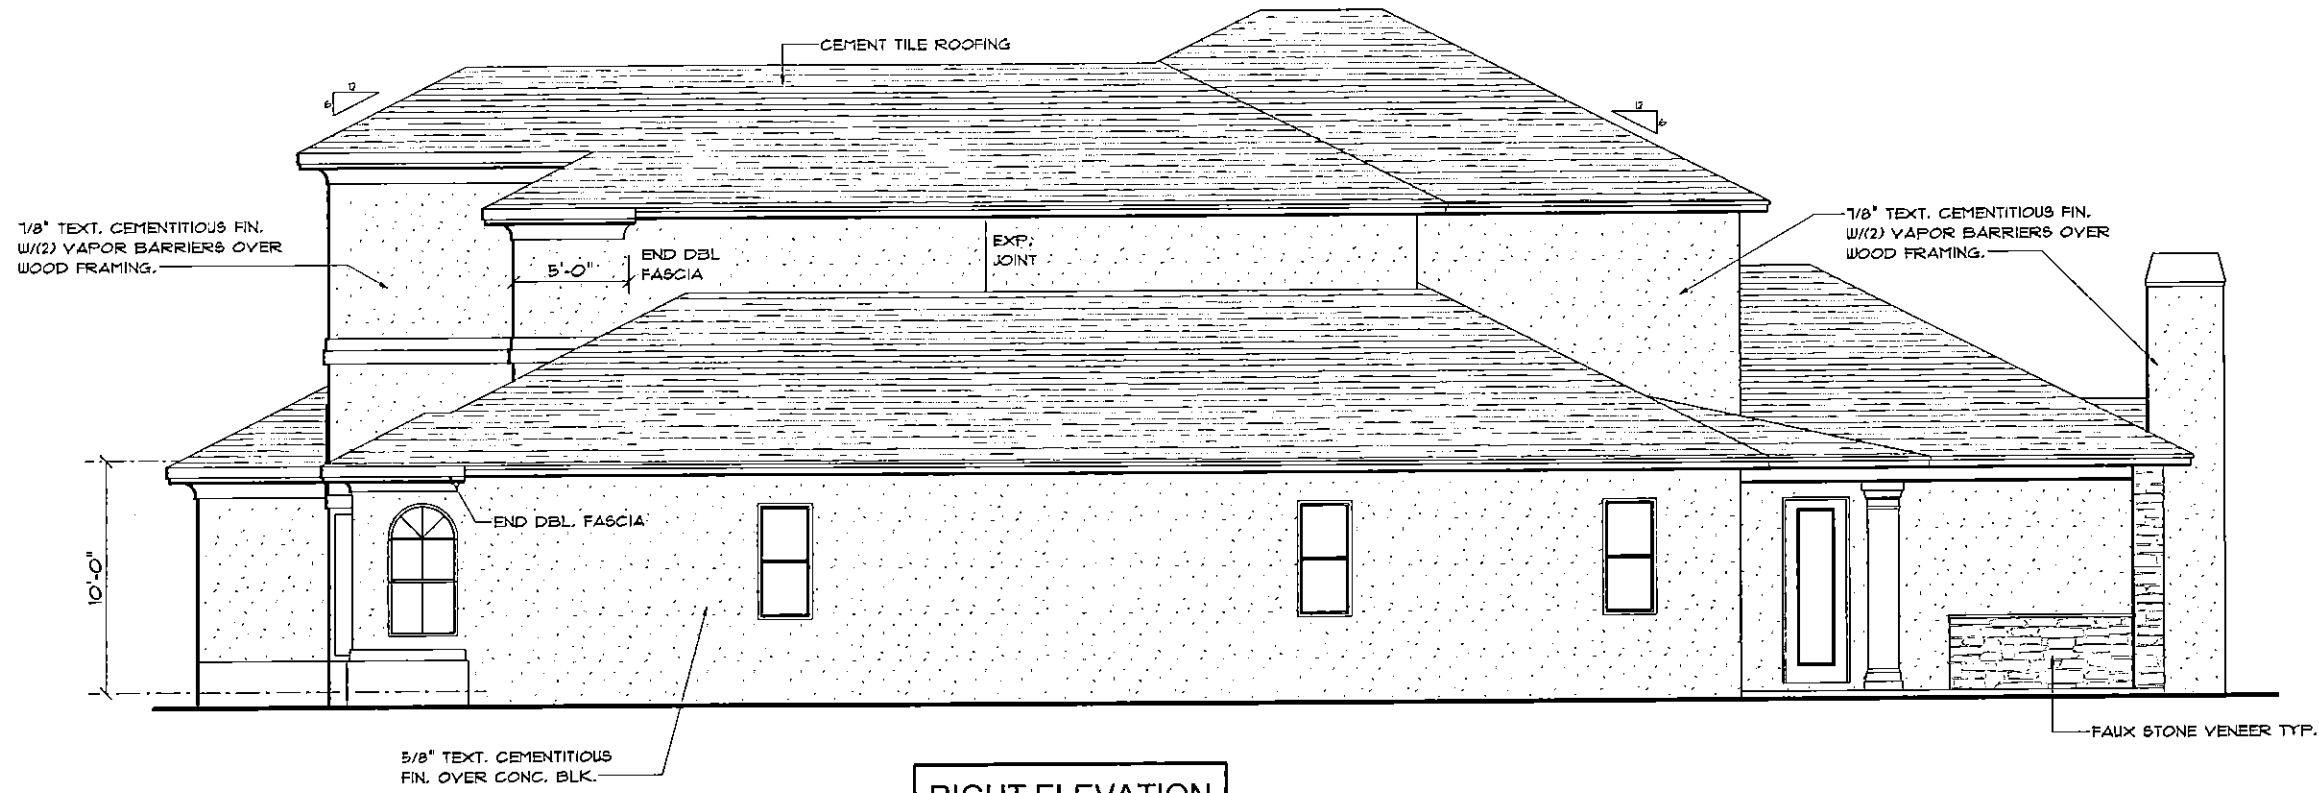 CEMENT TILE ROOFING
12
6
12
6
7/8" TEXT. CEMENTITIOUS FIN.
W/(2) VAPOR BARRIERS OVER
WOOD FRAMING.
7/8" TEXT. CEMENTITIOUS FIN.
W/(2) VAPOR BARRIERS OVER
WOOD FRAMING.
5'-0"
END DBL
FASCIA
EXP.
JOINT
END DBL. FASCIA
10'-0"
5/8" TEXT. CEMENTITIOUS
FIN. OVER CONC. BLK.
FAUX STONE VENEER TYP.
RIGHT ELEVATION